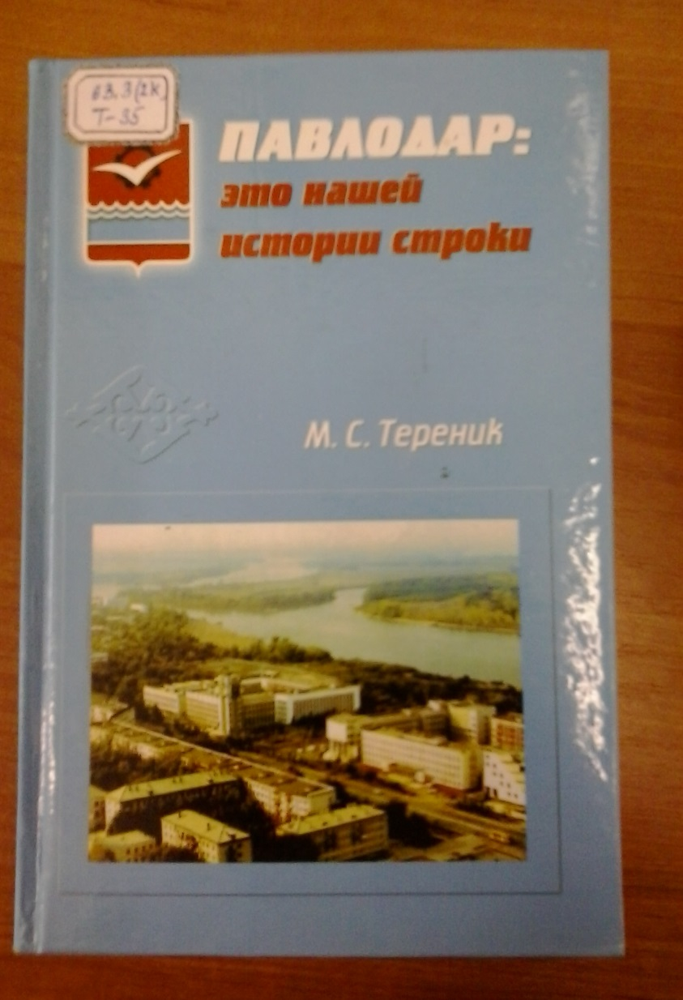 63.3(2К)
Т-35
ПАВЛОДАР:
это нашей
истории строки
М. С. Тереник